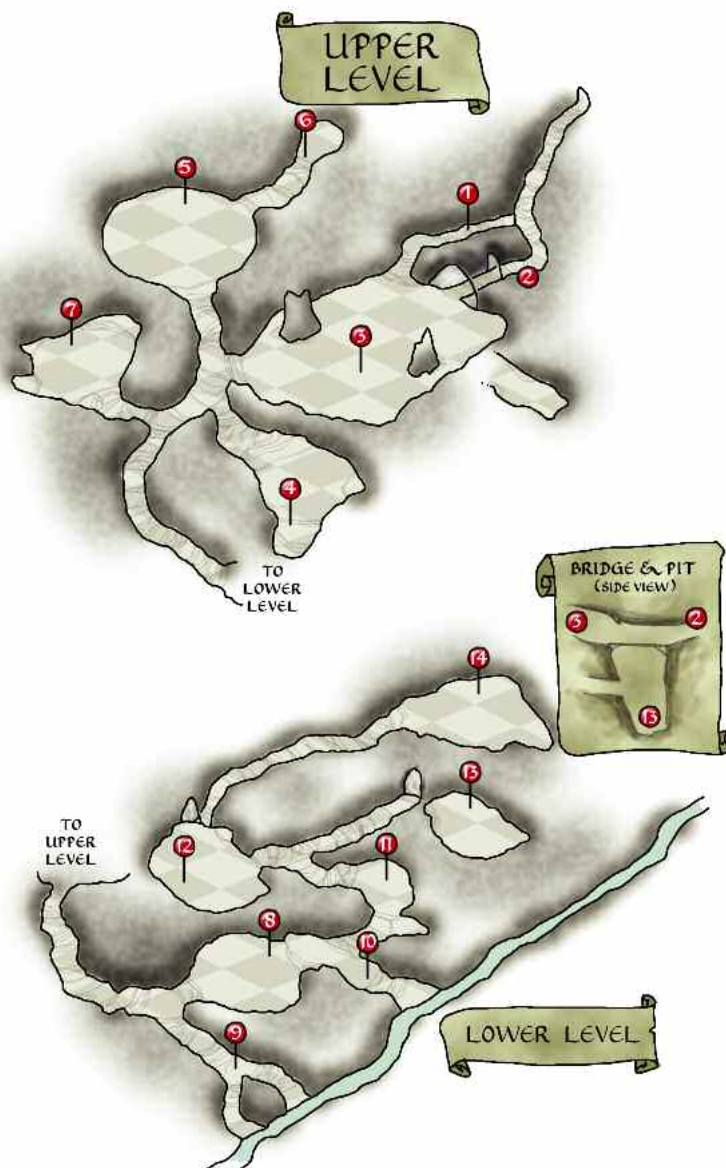 UPPER
LEVEL
6
5
1
2
7
3
4
TO
LOWER
LEVEL
BRIDGE & PIT
(SIDE VIEW)
3
2
13
14
13
TO
UPPER
LEVEL
12
11
8
10
9
LOWER LEVEL